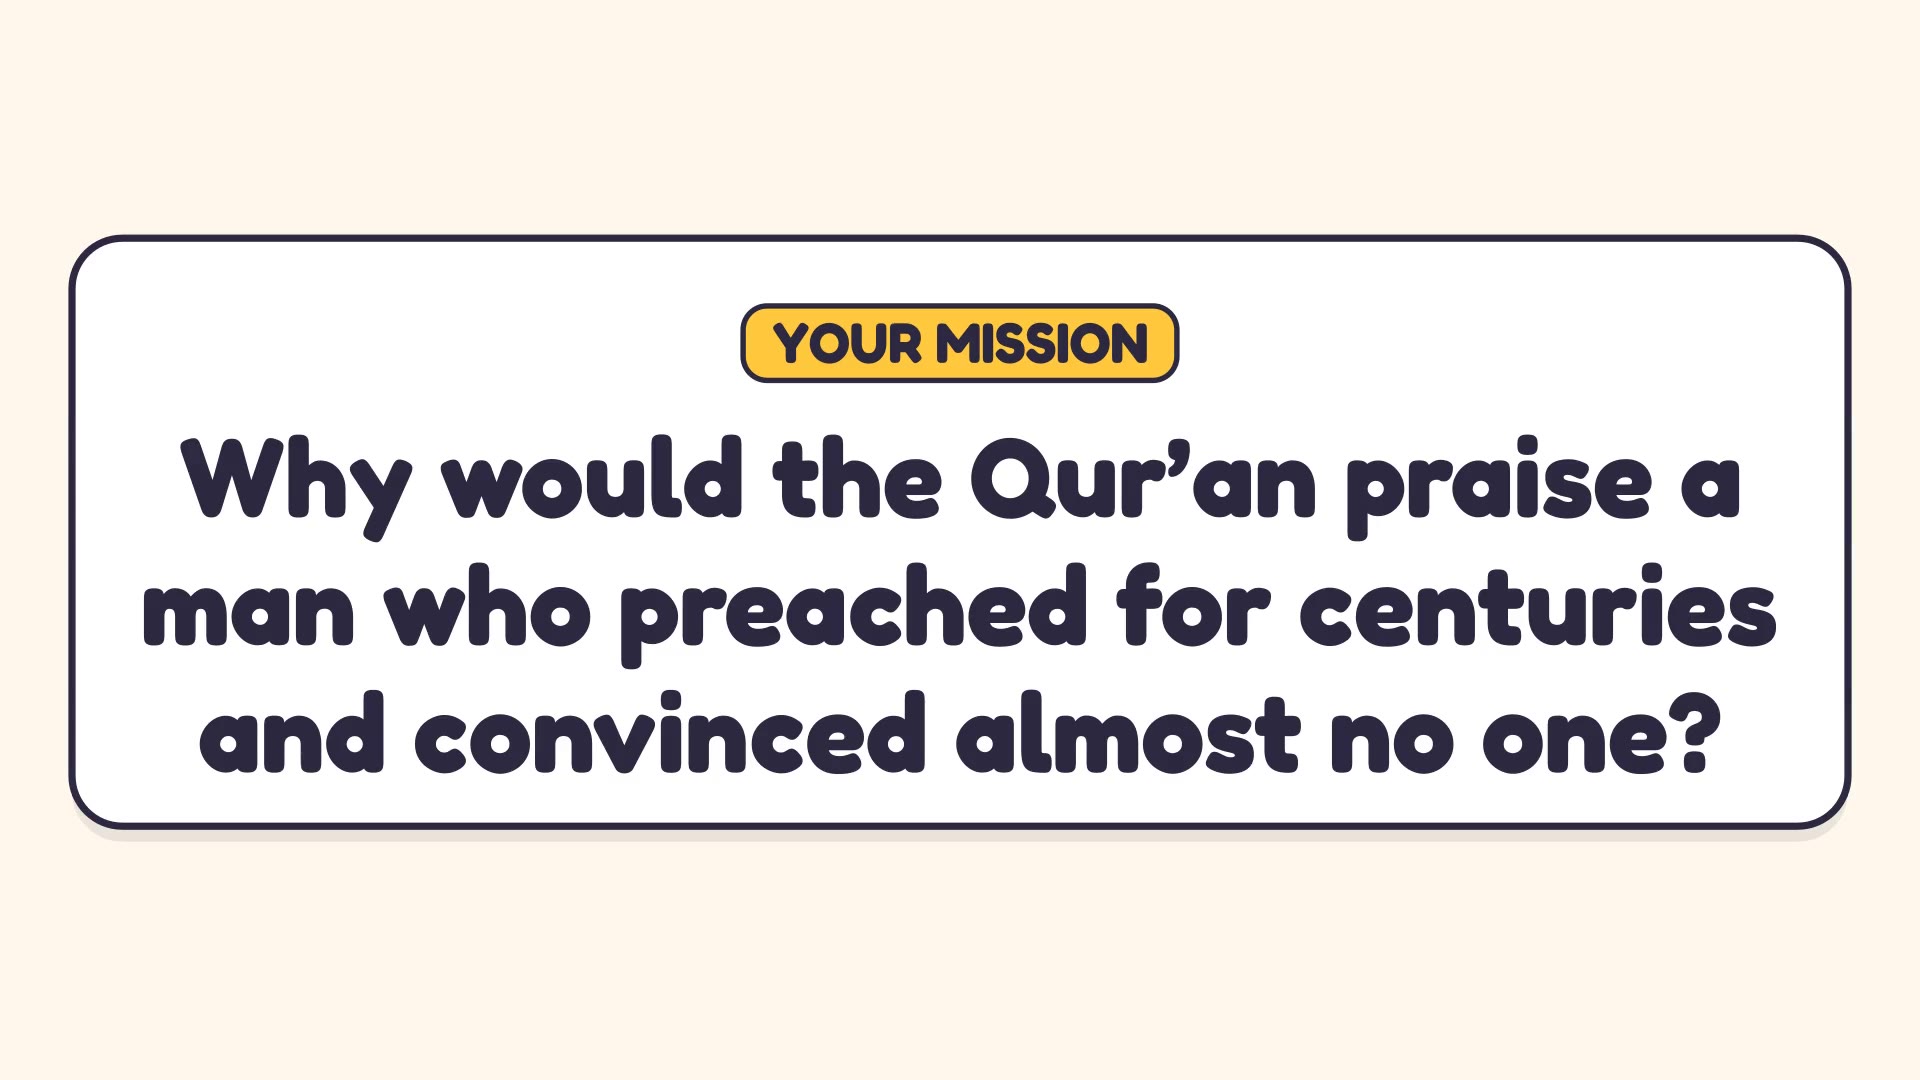 YOUR MISSION
Why would the Qur’an praise a
man who preached for centuries
and convinced almost no one?